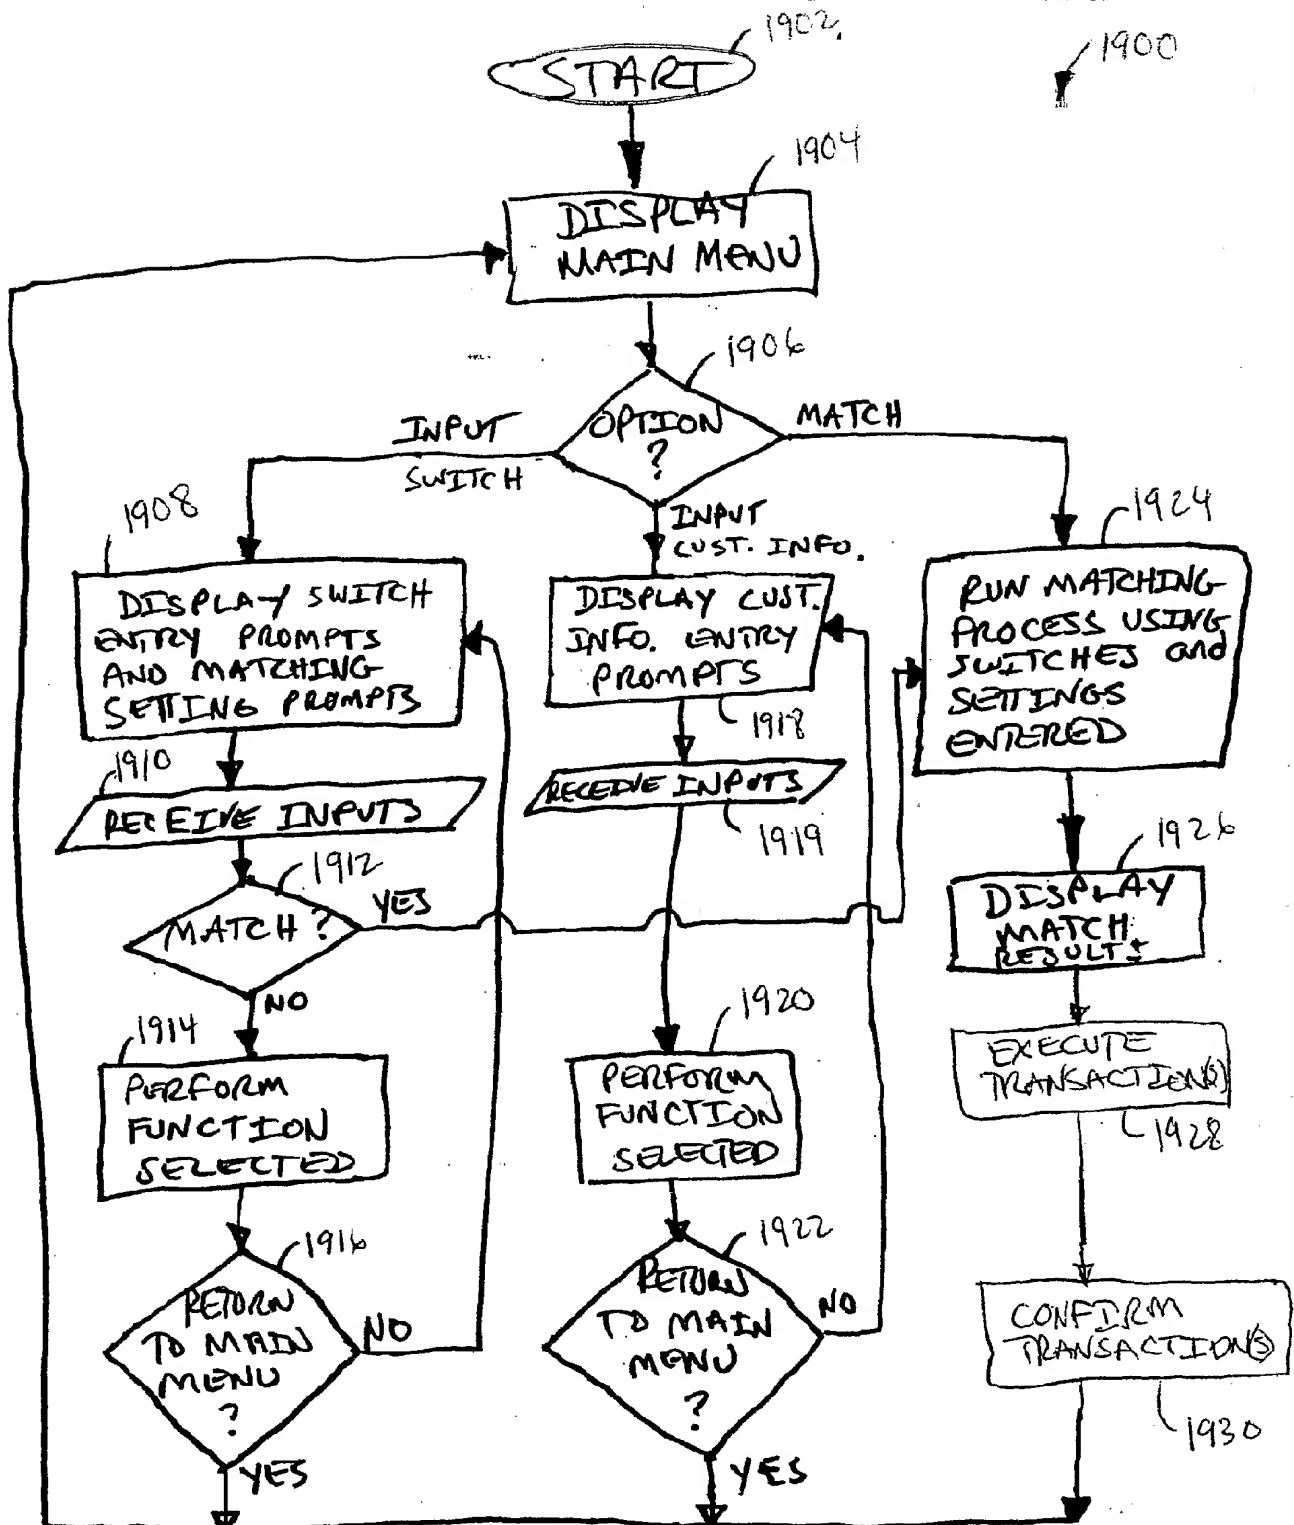 1902
START
1900
1904
DISPLAY
MAIN MENU
1906
OPTION
?
INPUT
SWITCH
MATCH
INPUT
CUST. INFO.
1908
DISPLAY SWITCH
ENTRY PROMPTS
AND MATCHING
SETTING PROMPTS
1910
RECEIVE INPUTS
1912
MATCH ?
YES
NO
1914
PERFORM
FUNCTION
SELECTED
1916
RETURN
TO MAIN
MENU
?
NO
YES
DISPLAY CUST.
INFO. ENTRY
PROMPTS
1918
RECEIVE INPUTS
1919
1920
PERFORM
FUNCTION
SELECTED
1922
RETURN
TO MAIN
MENU
?
NO
YES
1924
RUN MATCHING
PROCESS USING
SWITCHES and
SETTINGS
ENTERED
1926
DISPLAY
MATCH
RESULTS
EXECUTE
TRANSACTION(S)
1928
CONFIRM
TRANSACTION(S)
1930